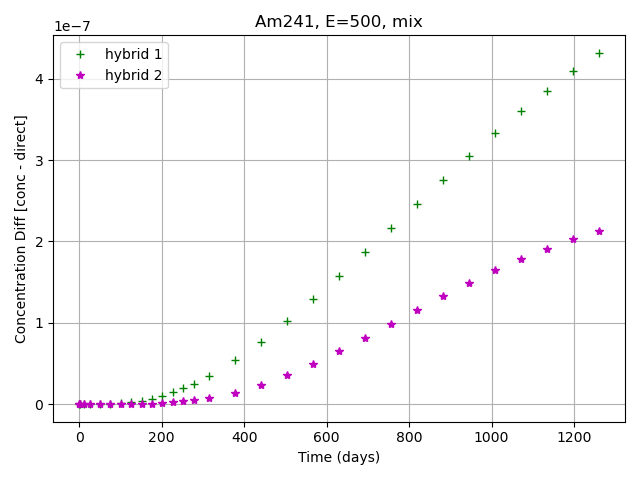 Am241, E=500, mix
1e−7
hybrid 1
hybrid 2
4
3
2
1
0
Concentration Diff [conc - direct]
0 200 400 600 800 1000 1200
Time (days)